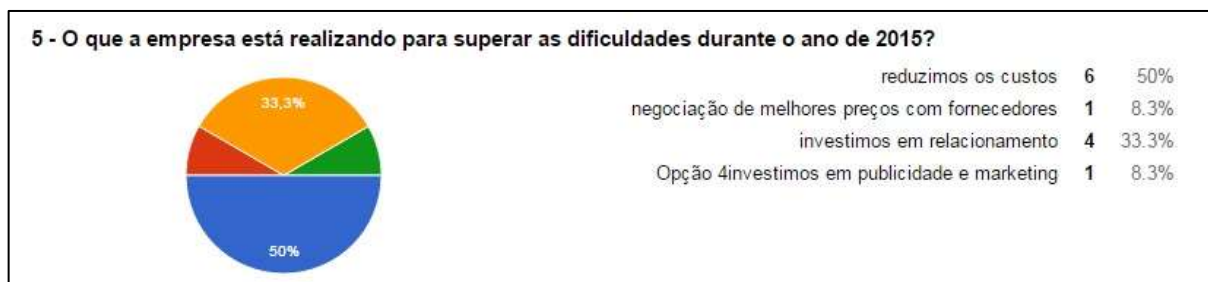 5 - O que a empresa está realizando para superar as dificuldades durante o ano de 2015?
33,3%
50%
reduzimos os custos 6 50%
negociação de melhores preços com fornecedores 1 8.3%
investimos em relacionamento 4 33.3%
Opção 4investimos em publicidade e marketing 1 8.3%